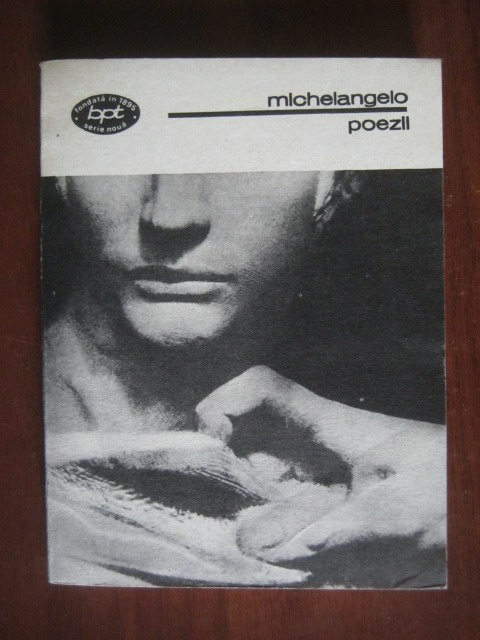 fondată în 1895
bpt
serie nouă
michelangelo
poezii